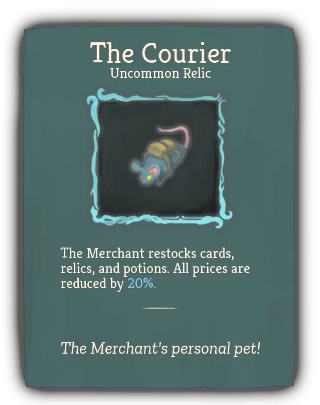 The Courier
Uncommon Relic
The Merchant restocks cards,
relics, and potions. All prices are
reduced by 20%.
The Merchant's personal pet!